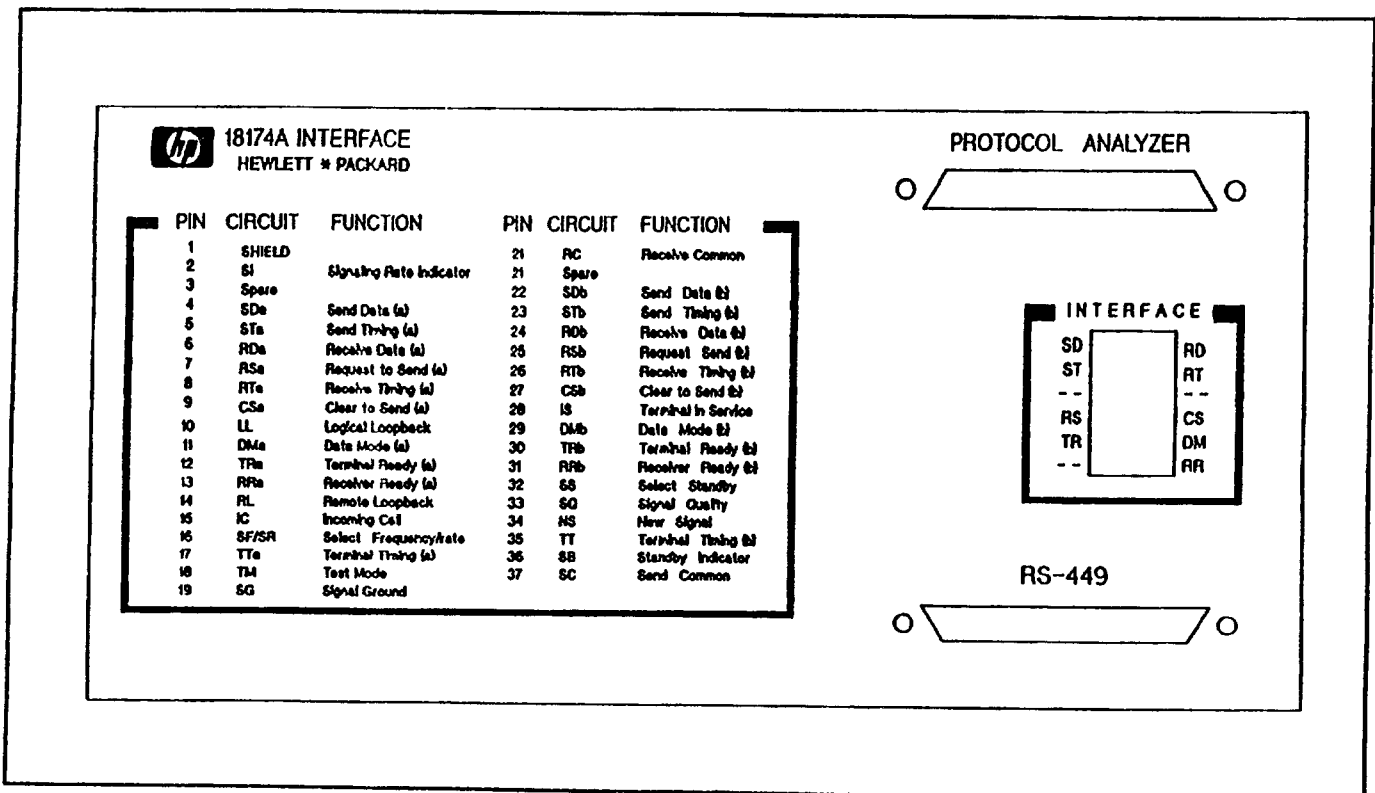 hp 18174A INTERFACE
HEWLETT * PACKARD
PROTOCOL ANALYZER
PIN CIRCUIT FUNCTION PIN CIRCUIT FUNCTION
1 SHIELD 21 RC Receive Common
2 SI Signaling Rate Indicator 21 Spare
3 Spare 22 SDb Send Data (b)
4 SDa Send Data (a) 23 STb Send Timing (b)
5 STa Send Timing (a) 24 RDb Receive Data (b)
6 RDa Receive Data (a) 25 RSb Request Send (b)
7 RSa Request to Send (a) 26 RTb Receive Timing (b)
8 RTa Receive Timing (a) 27 CSb Clear to Send (b)
9 CSa Clear to Send (a) 28 IS Terminal in Service
10 LL Logical Loopback 29 DMb Data Mode (b)
11 DMa Data Mode (a) 30 TRb Terminal Ready (b)
12 TRa Terminal Ready (a) 31 RRb Receiver Ready (b)
13 RRa Receiver Ready (a) 32 SS Select Standby
14 RL Remote Loopback 33 SQ Signal Quality
15 IC Incoming Call 34 NS New Signal
16 SF/SR Select Frequency/rate 35 TT Terminal Timing (b)
17 TTa Terminal Timing (a) 36 SB Standby Indicator
18 TM Test Mode 37 SC Send Common
19 SG Signal Ground
INTERFACE
SD RD
ST RT
-- --
RS CS
TR DM
-- RR
RS-449